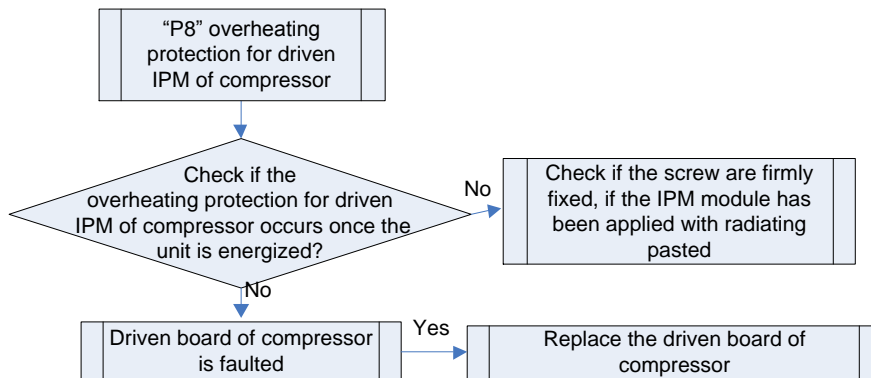 “P8” overheating
protection for driven
IPM of compressor
Check if the
overheating protection for driven
IPM of compressor occurs once the
unit is energized?
No
Check if the screw are firmly
fixed, if the IPM module has
been applied with radiating
pasted
No
Driven board of compressor
is faulted
Yes
Replace the driven board of
compressor